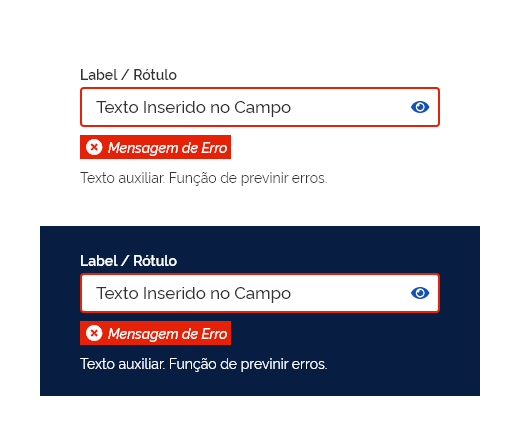 Label / Rótulo
Texto Inserido no Campo
Mensagem de Erro
Texto auxiliar. Função de previnir erros.
Label / Rótulo
Texto Inserido no Campo
Mensagem de Erro
Texto auxiliar. Função de previnir erros.